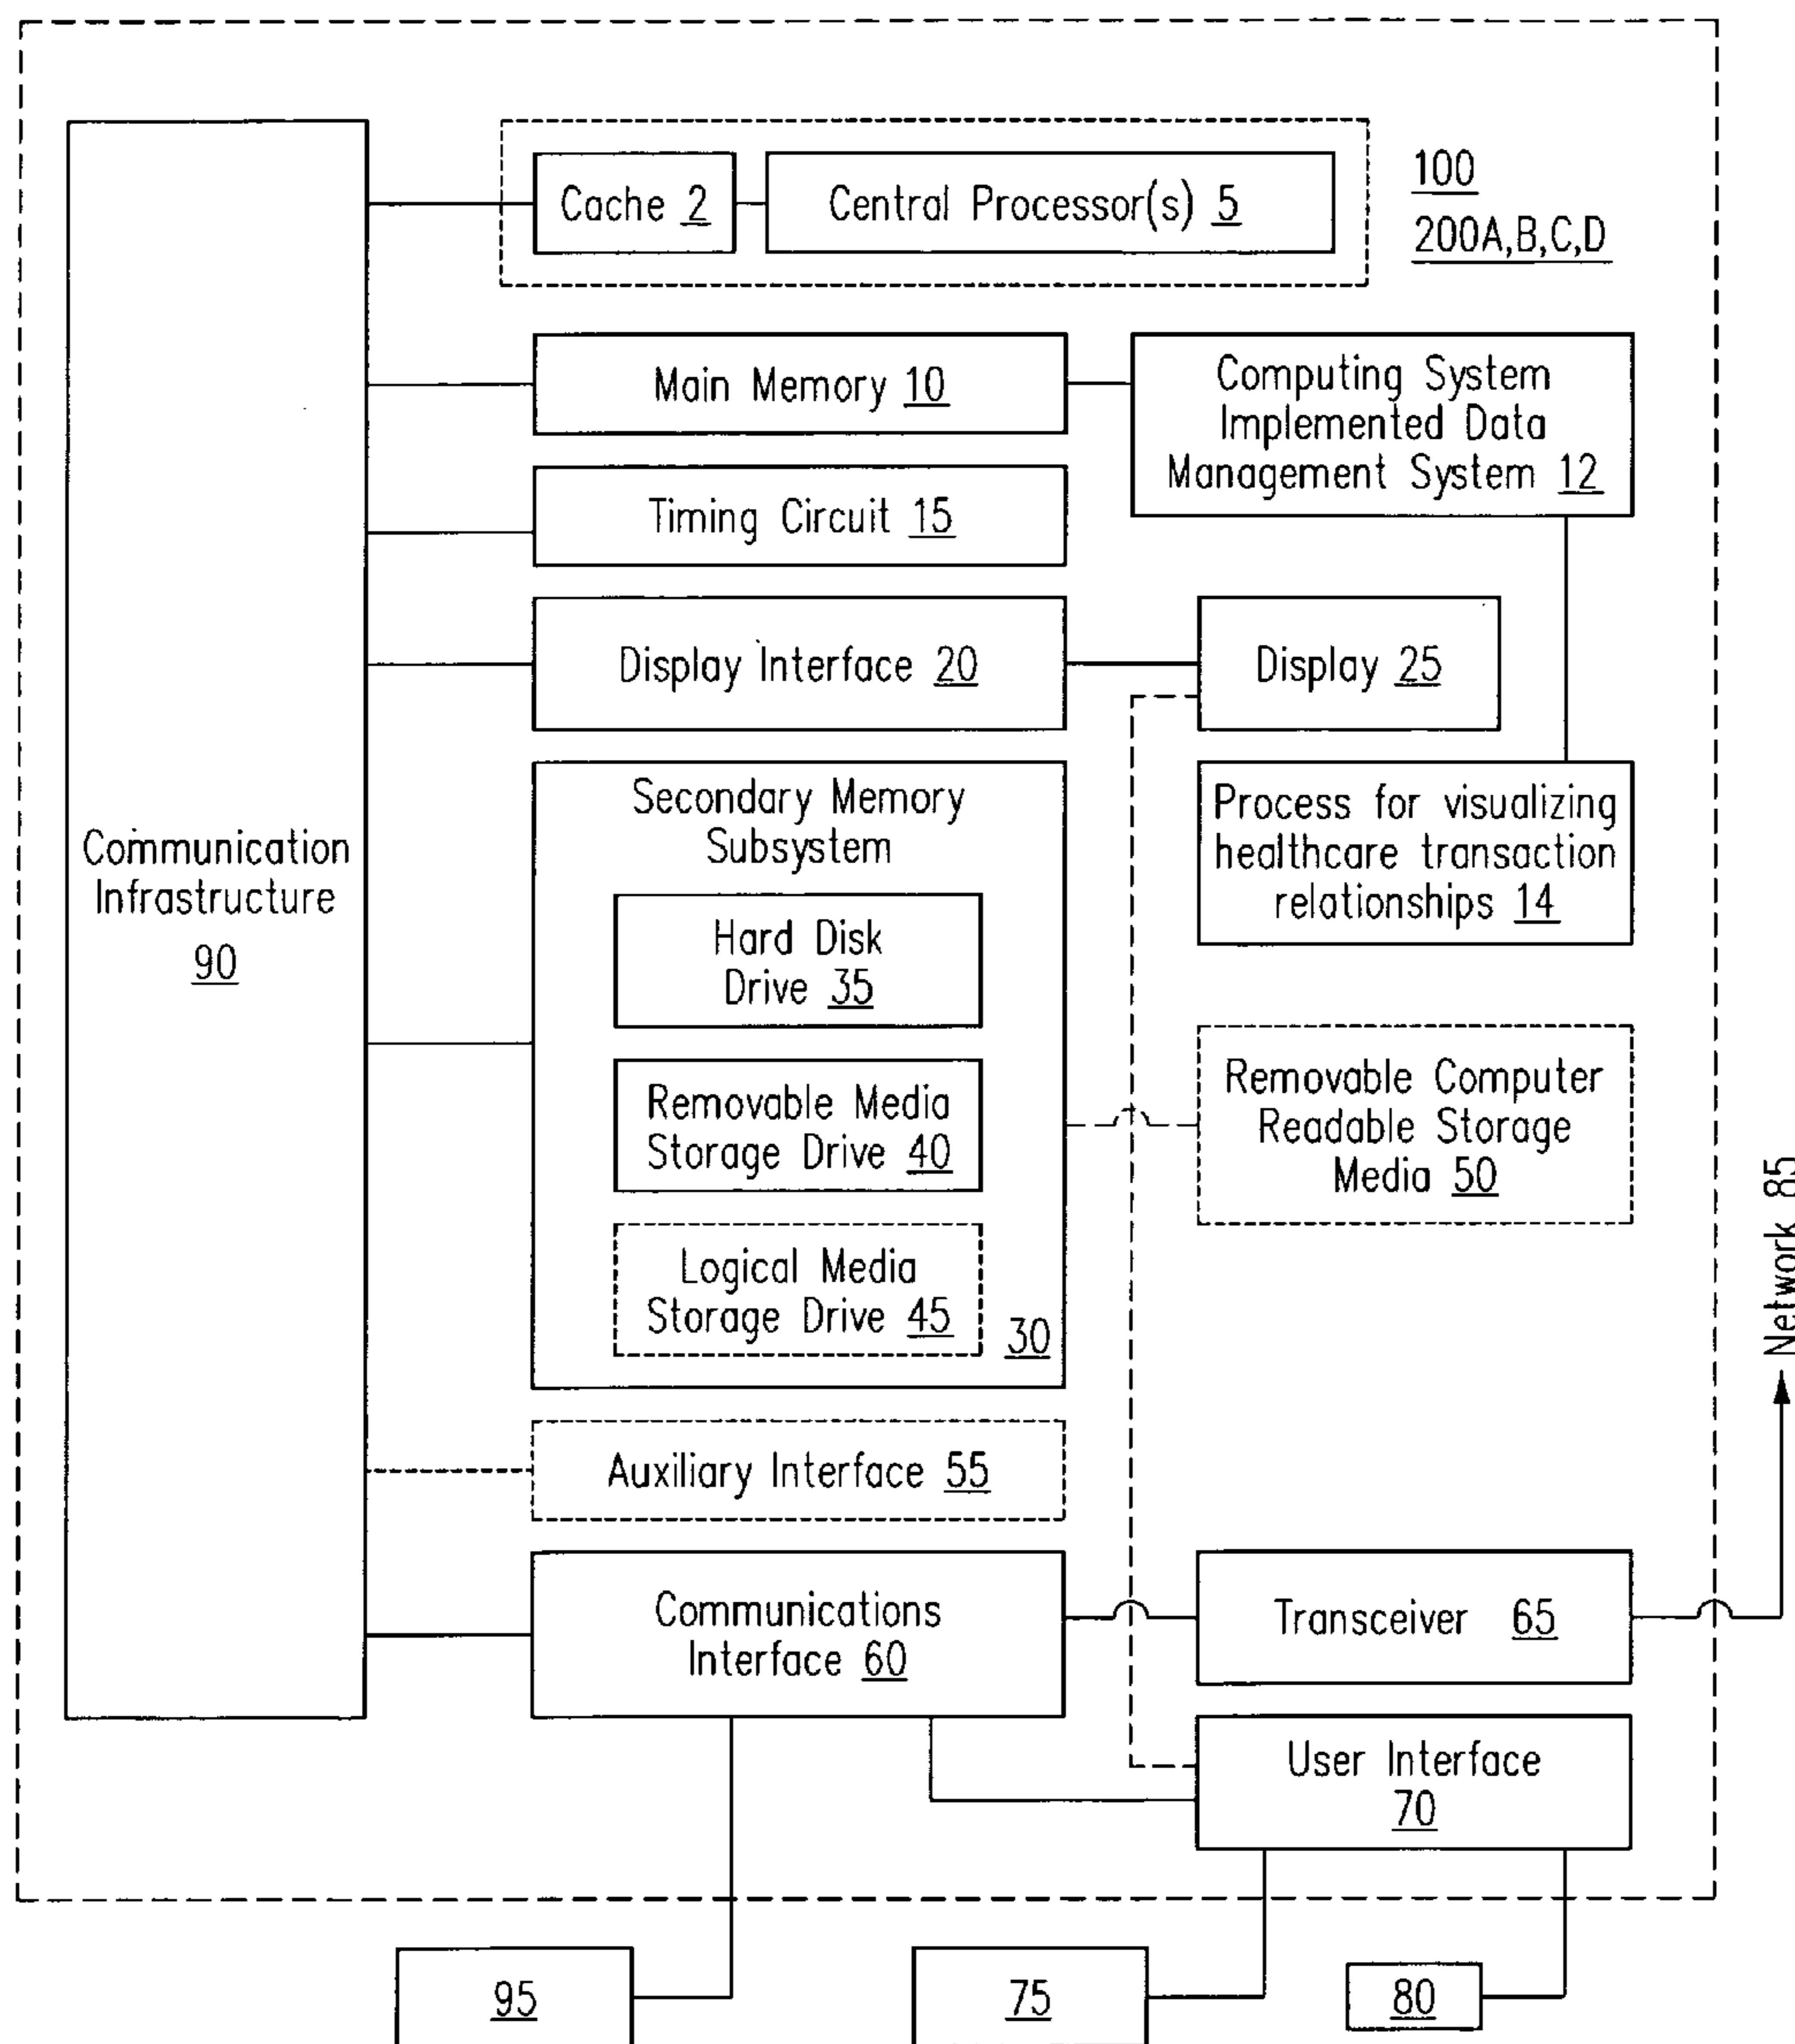 Communication
Infrastructure
90
Cache 2
Central Processor(s) 5
100
200A,B,C,D
Main Memory 10
Computing System
Implemented Data
Management System 12
Timing Circuit 15
Display Interface 20
Display 25
Secondary Memory
Subsystem
Process for visualizing
healthcare transaction
relationships 14
Hard Disk
Drive 35
Removable Media
Storage Drive 40
Removable Computer
Readable Storage
Media 50
Logical Media
Storage Drive 45
30
Network 85
Auxiliary Interface 55
Communications
Interface 60
Transceiver 65
User Interface
70
95
75
80